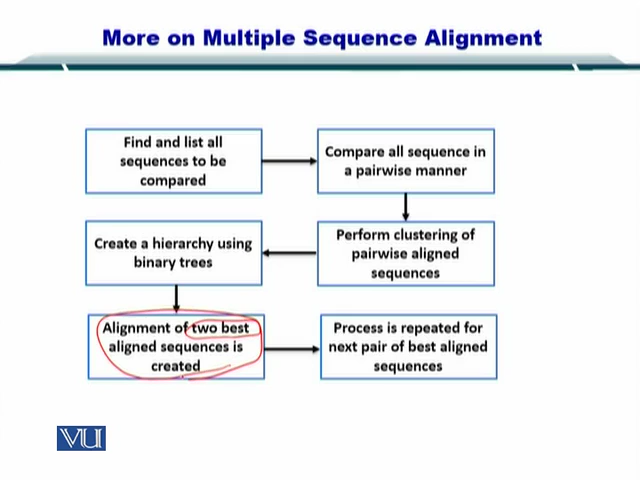 More on Multiple Sequence Alignment
Find and list all
sequences to be
compared
Compare all sequence in
a pairwise manner
Perform clustering of
pairwise aligned
sequences
Create a hierarchy using
binary trees
Alignment of two best
aligned sequences is
created
Process is repeated for
next pair of best aligned
sequences
VU